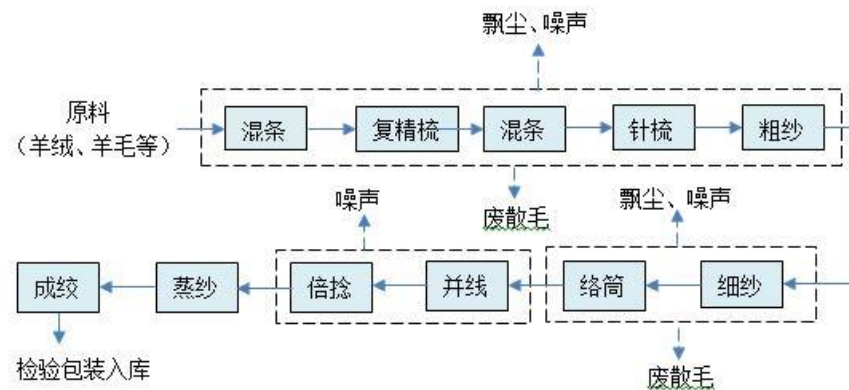 飘尘、噪声
原料
（羊绒、羊毛等）
混条
复精梳
混条
针梳
粗纱
废散毛
噪声
飘尘、噪声
成绞
蒸纱
倍捻
并线
络筒
细纱
检验包装入库
废散毛